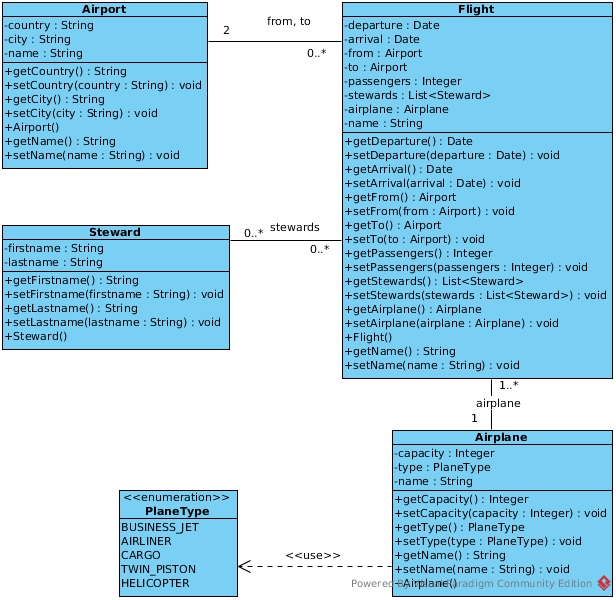 Airport
-country : String
-city : String
-name : String
+getCountry() : String
+setCountry(country : String) : void
+getCity() : String
+setCity(city : String) : void
+Airport()
+getName() : String
+setName(name : String) : void
2
from, to
0..*
Flight
-departure : Date
-arrival : Date
-from : Airport
-to : Airport
-passengers : Integer
-stewards : List<Steward>
-airplane : Airplane
-name : String
+getDeparture() : Date
+setDeparture(departure : Date) : void
+getArrival() : Date
+setArrival(arrival : Date) : void
+getFrom() : Airport
+setFrom(from : Airport) : void
+getTo() : Airport
+setTo(to : Airport) : void
+getPassengers() : Integer
+setPassengers(passengers : Integer) : void
+getStewards() : List<Steward>
+setStewards(stewards : List<Steward>) : void
+getAirplane() : Airplane
+setAirplane(airplane : Airplane) : void
+Flight()
+getName() : String
+setName(name : String) : void
Steward
-firstname : String
-lastname : String
+getFirstname() : String
+setFirstname(firstname : String) : void
+getLastname() : String
+setLastname(lastname : String) : void
+Steward()
0..*
stewards
0..*
1..*
airplane
1
Airplane
-capacity : Integer
-type : PlaneType
-name : String
+getCapacity() : Integer
+setCapacity(capacity : Integer) : void
+getType() : PlaneType
+setType(type : PlaneType) : void
+getName() : String
+setName(name : String) : void
<<enumeration>>
PlaneType
BUSINESS_JET
AIRLINER
CARGO
TWIN_PISTON
HELICOPTER
<<use>>
Powered By Visual Paradigm Community Edition